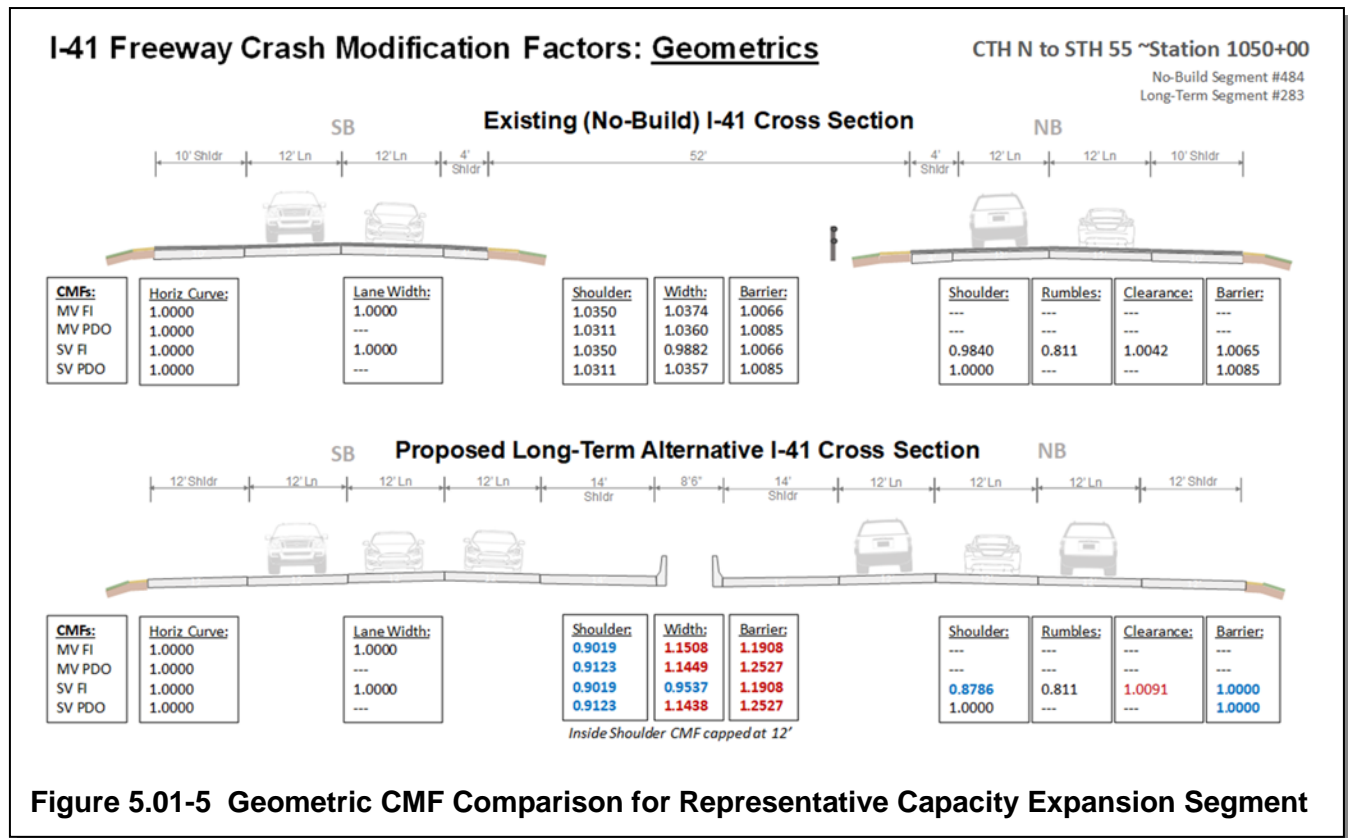 I-41 Freeway Crash Modification Factors: Geometrics
CTH N to STH 55 ~Station 1050+00
No-Build Segment #484
Long-Term Segment #283
Existing (No-Build) I-41 Cross Section
SB
NB
10' Shldr
12' Ln
12' Ln
4' Shldr
52'
4' Shldr
12' Ln
12' Ln
10' Shldr
CMFs:
MV FI
MV PDO
SV FI
SV PDO
Horiz Curve:
1.0000
1.0000
1.0000
1.0000
Lane Width:
1.0000
---
1.0000
---
Shoulder:
1.0350
1.0311
1.0350
1.0311
Width:
1.0374
1.0360
0.9882
1.0357
Barrier:
1.0066
1.0085
1.0066
1.0085
Shoulder:
---
---
0.9840
1.0000
Rumbles:
---
---
0.811
---
Clearance:
---
---
1.0042
---
Barrier:
---
---
1.0065
1.0085
Proposed Long-Term Alternative I-41 Cross Section
SB
NB
12' Shldr
12' Ln
12' Ln
12' Ln
14' Shldr
8'6"
14' Shldr
12' Ln
12' Ln
12' Ln
12' Shldr
CMFs:
MV FI
MV PDO
SV FI
SV PDO
Horiz Curve:
1.0000
1.0000
1.0000
1.0000
Lane Width:
1.0000
---
1.0000
---
Shoulder:
0.9019
0.9123
0.9019
0.9123
Width:
1.1508
1.1449
0.9537
1.1438
Barrier:
1.1908
1.2527
1.1908
1.2527
Shoulder:
---
---
0.8786
1.0000
Rumbles:
---
---
0.811
---
Clearance:
---
---
1.0091
---
Barrier:
---
---
1.0000
1.0000
Inside Shoulder CMF capped at 12'
Figure 5.01-5 Geometric CMF Comparison for Representative Capacity Expansion Segment